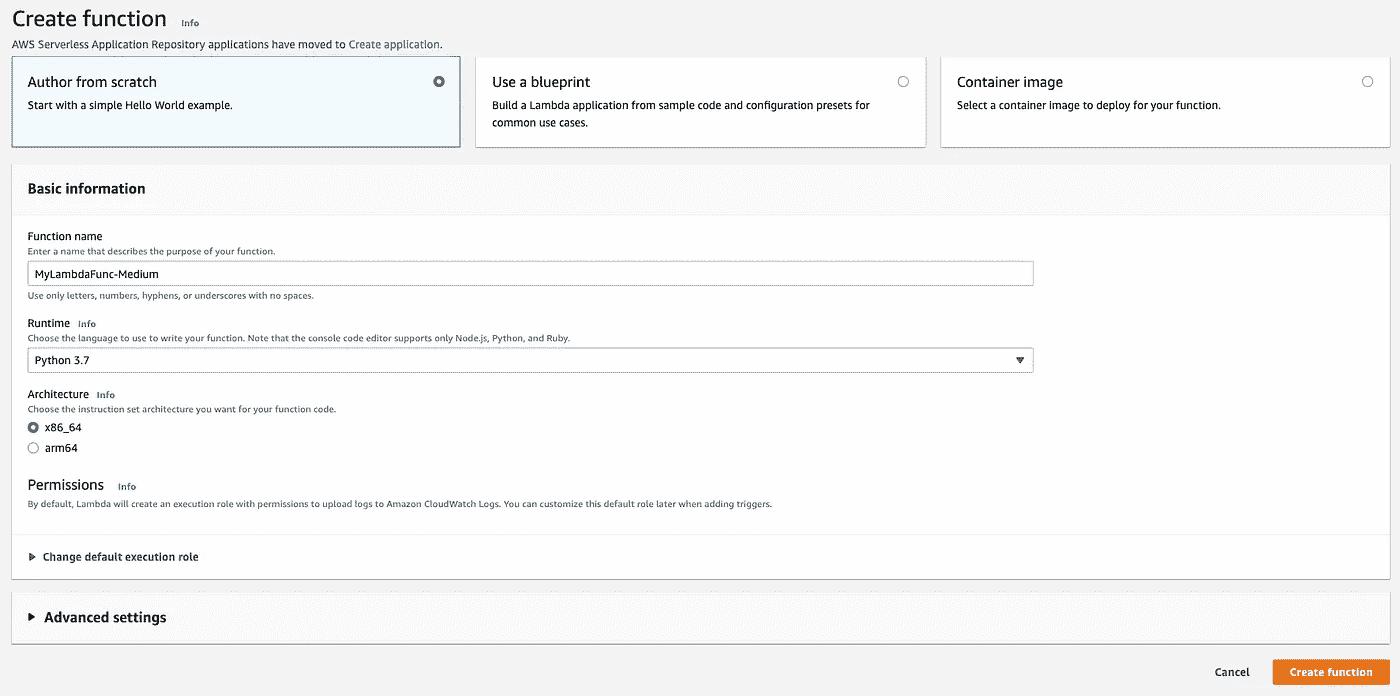 Create function Info
AWS Serverless Application Repository applications have moved to Create application.
Author from scratch
Start with a simple Hello World example.
Use a blueprint
Build a Lambda application from sample code and configuration presets for
common use cases.
Container image
Select a container image to deploy for your function.
Basic information
Function name
Enter a name that describes the purpose of your function.
MyLambdaFunc-Medium
Use only letters, numbers, hyphens, or underscores with no spaces.
Runtime Info
Choose the language to use to write your function. Note that the console code editor supports only Node.js, Python, and Ruby.
Python 3.7
Architecture Info
Choose the instruction set architecture you want for your function code.
x86_64
arm64
Permissions Info
By default, Lambda will create an execution role with permissions to upload logs to Amazon CloudWatch Logs. You can customize this default role later when adding triggers.
Change default execution role
Advanced settings
Cancel Create function